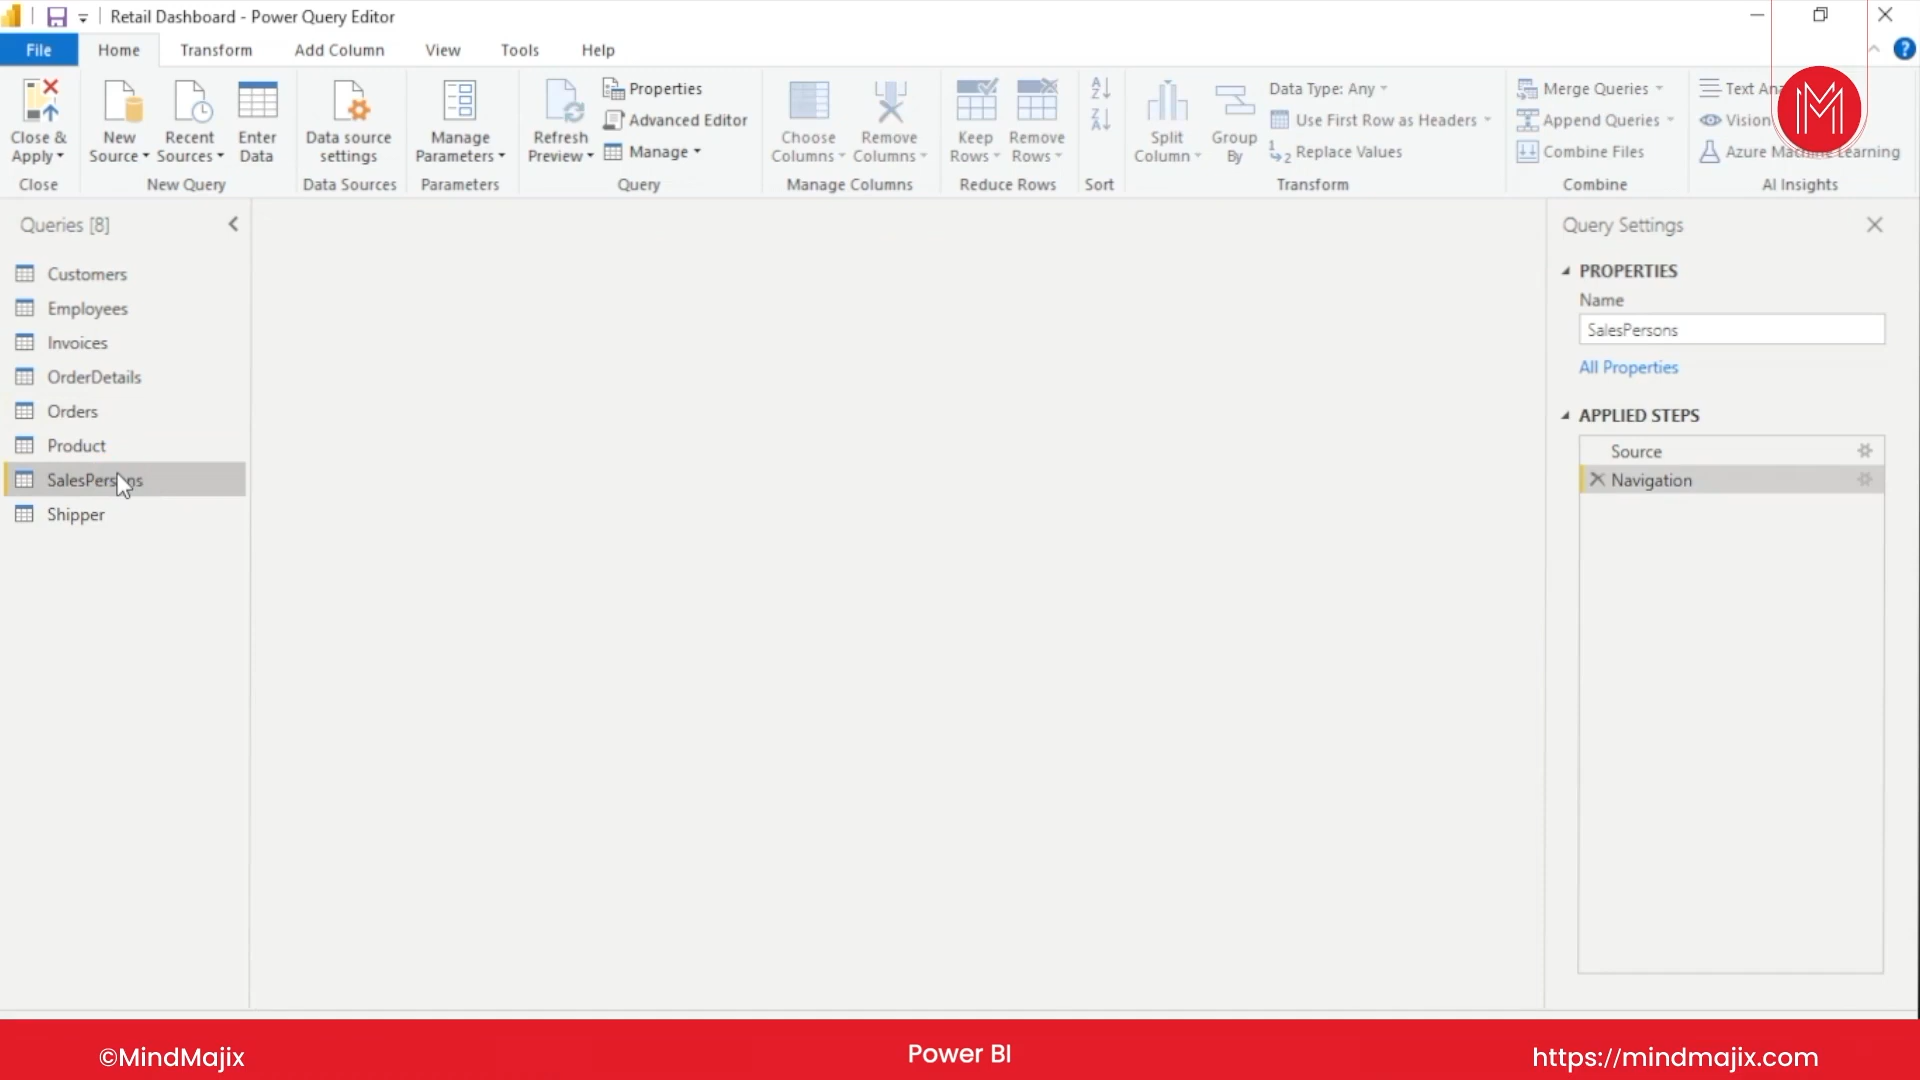 Retail Dashboard - Power Query Editor
File Home Transform Add Column View Tools Help
Close & Apply
New Source
Recent Sources
Enter Data
Data source settings
Manage Parameters
Refresh Preview
Properties
Advanced Editor
Manage
Choose Columns
Remove Columns
Keep Rows
Remove Rows
Split Column
Group By
Data Type: Any
Use First Row as Headers
Replace Values
Merge Queries
Append Queries
Combine Files
Text
Vision
Azure Machine Learning
Close
New Query
Data Sources
Parameters
Query
Manage Columns
Reduce Rows
Sort
Transform
Combine
AI Insights
Queries [8]
Customers
Employees
Invoices
OrderDetails
Orders
Product
SalesPersons
Shipper
Query Settings
PROPERTIES
Name
SalesPersons
All Properties
APPLIED STEPS
Source
Navigation
©MindMajix
Power BI
https://mindmajix.com